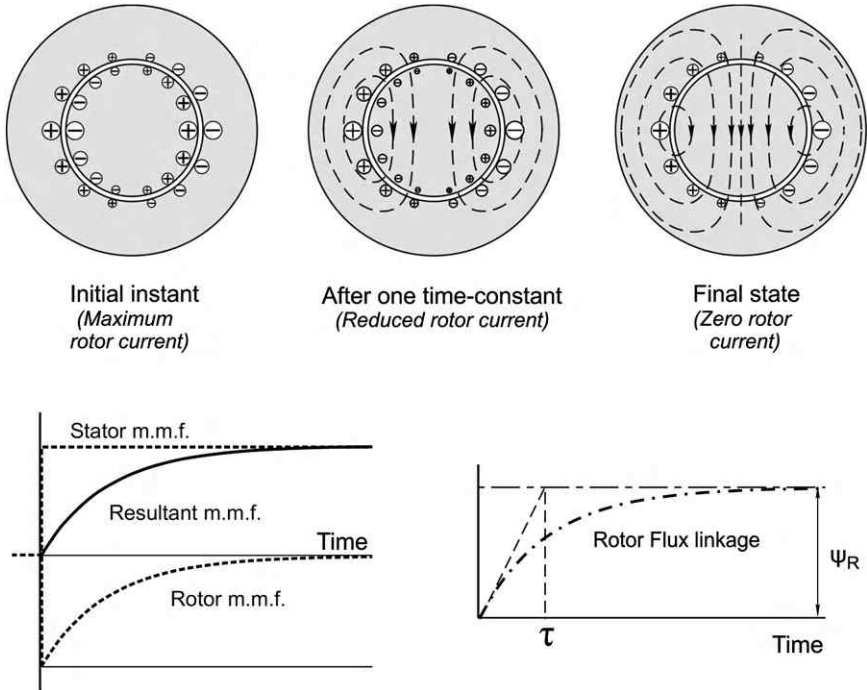 Initial instant
(Maximum
rotor current)
After one time-constant
(Reduced rotor current)
Final state
(Zero rotor
current)
Stator m.m.f.
Resultant m.m.f.
Time
Rotor m.m.f.
Rotor Flux linkage
ΨR
τ
Time